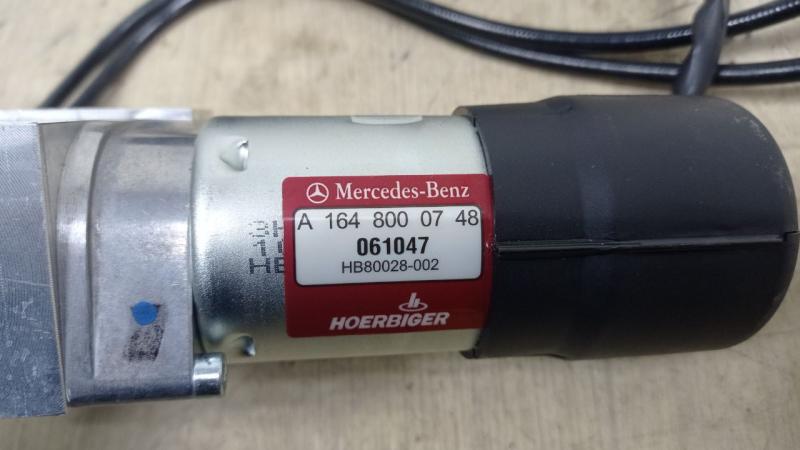 Mercedes-Benz
A 164 800 07 48
061047
HB80028-002
HOERBIGER